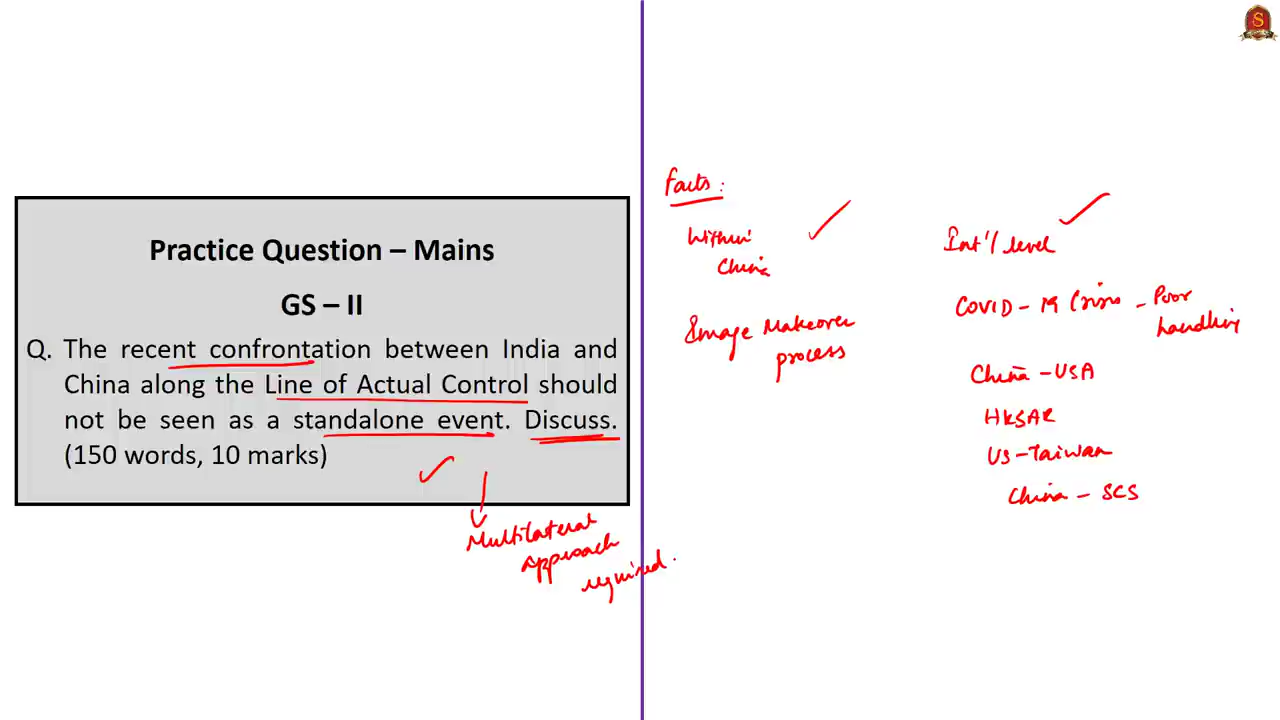 Practice Question – Mains
GS – II
Q. The recent confrontation between India and
China along the Line of Actual Control should
not be seen as a standalone event. Discuss.
(150 words, 10 marks)
Multilateral
Approach
required.
Facts :
Within
China
Image Makeover
process
Int'l level
COVID – 19 Crisis – Poor
handling
China – USA
HKSAR
US – Taiwan
China – SCS
S